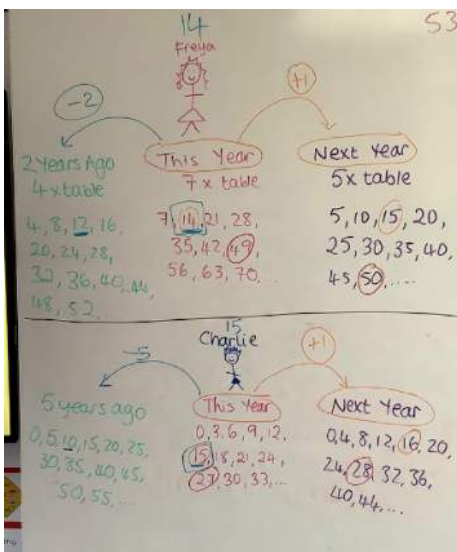 14
53
Freya
-2
+1
2 Years Ago
4 x table
4, 8, 12, 16,
20, 24, 28,
32, 36, 40, 44,
48, 52.
This Year
7 x table
7, 14, 21, 28,
35, 42, 49,
56, 63, 70,...
Next Year
5x table
5, 10, 15, 20,
25, 30, 35, 40,
45, 50, ....
15
Charlie
-5
+1
5 years ago
0, 5, 10, 15, 20, 25,
30, 35, 40, 45,
50, 55, ...
This Year
0, 3, 6, 9, 12,
15, 18, 21, 24,
27, 30, 33, ...
Next Year
0, 4, 8, 12, 16, 20,
24, 28, 32, 36,
40, 44, ...